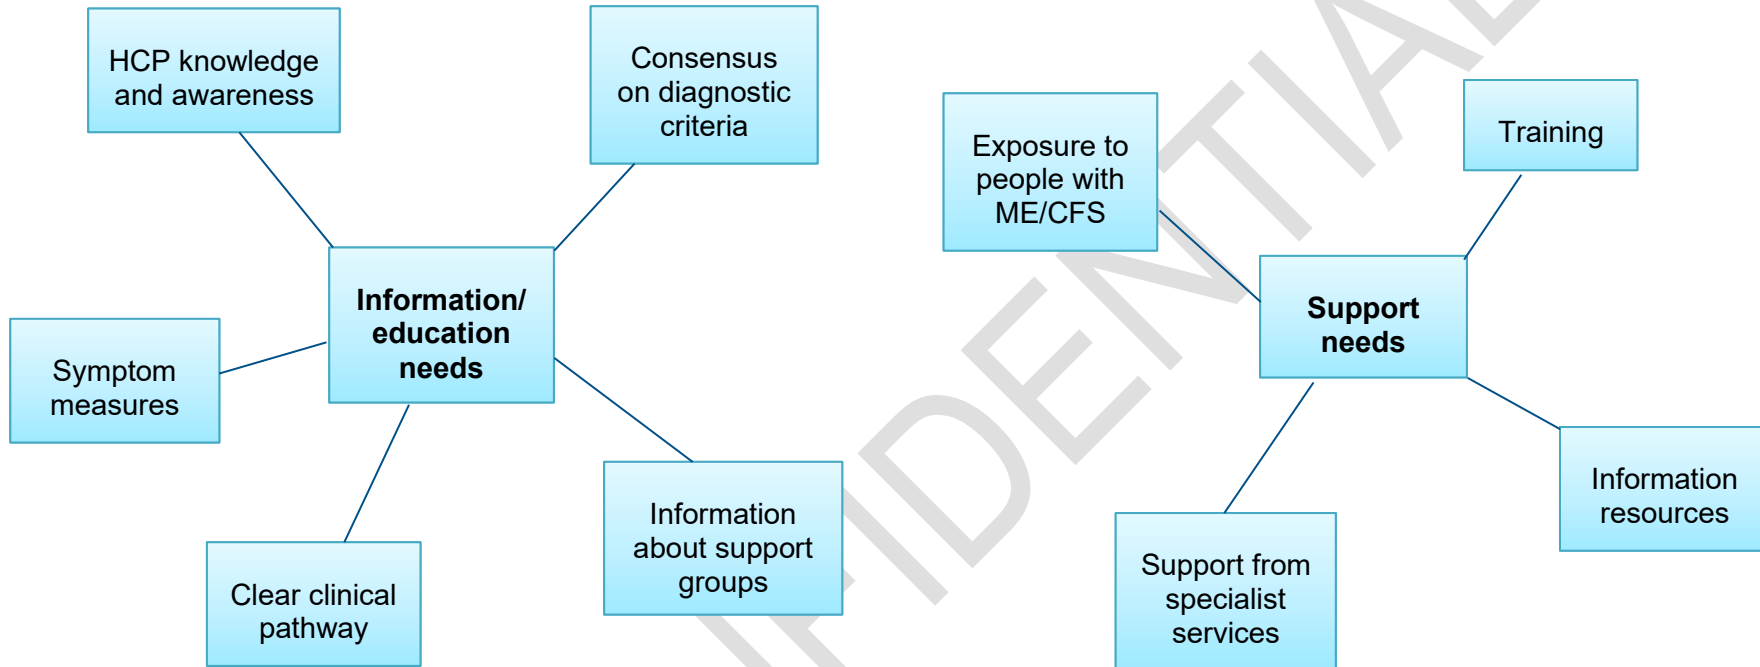 HCP knowledge
and awareness
Consensus
on diagnostic
criteria
Information/
education
needs
Symptom
measures
Clear clinical
pathway
Information
about support
groups
Exposure to
people with
ME/CFS
Training
Support
needs
Information
resources
Support from
specialist
services
FIDENTIAL